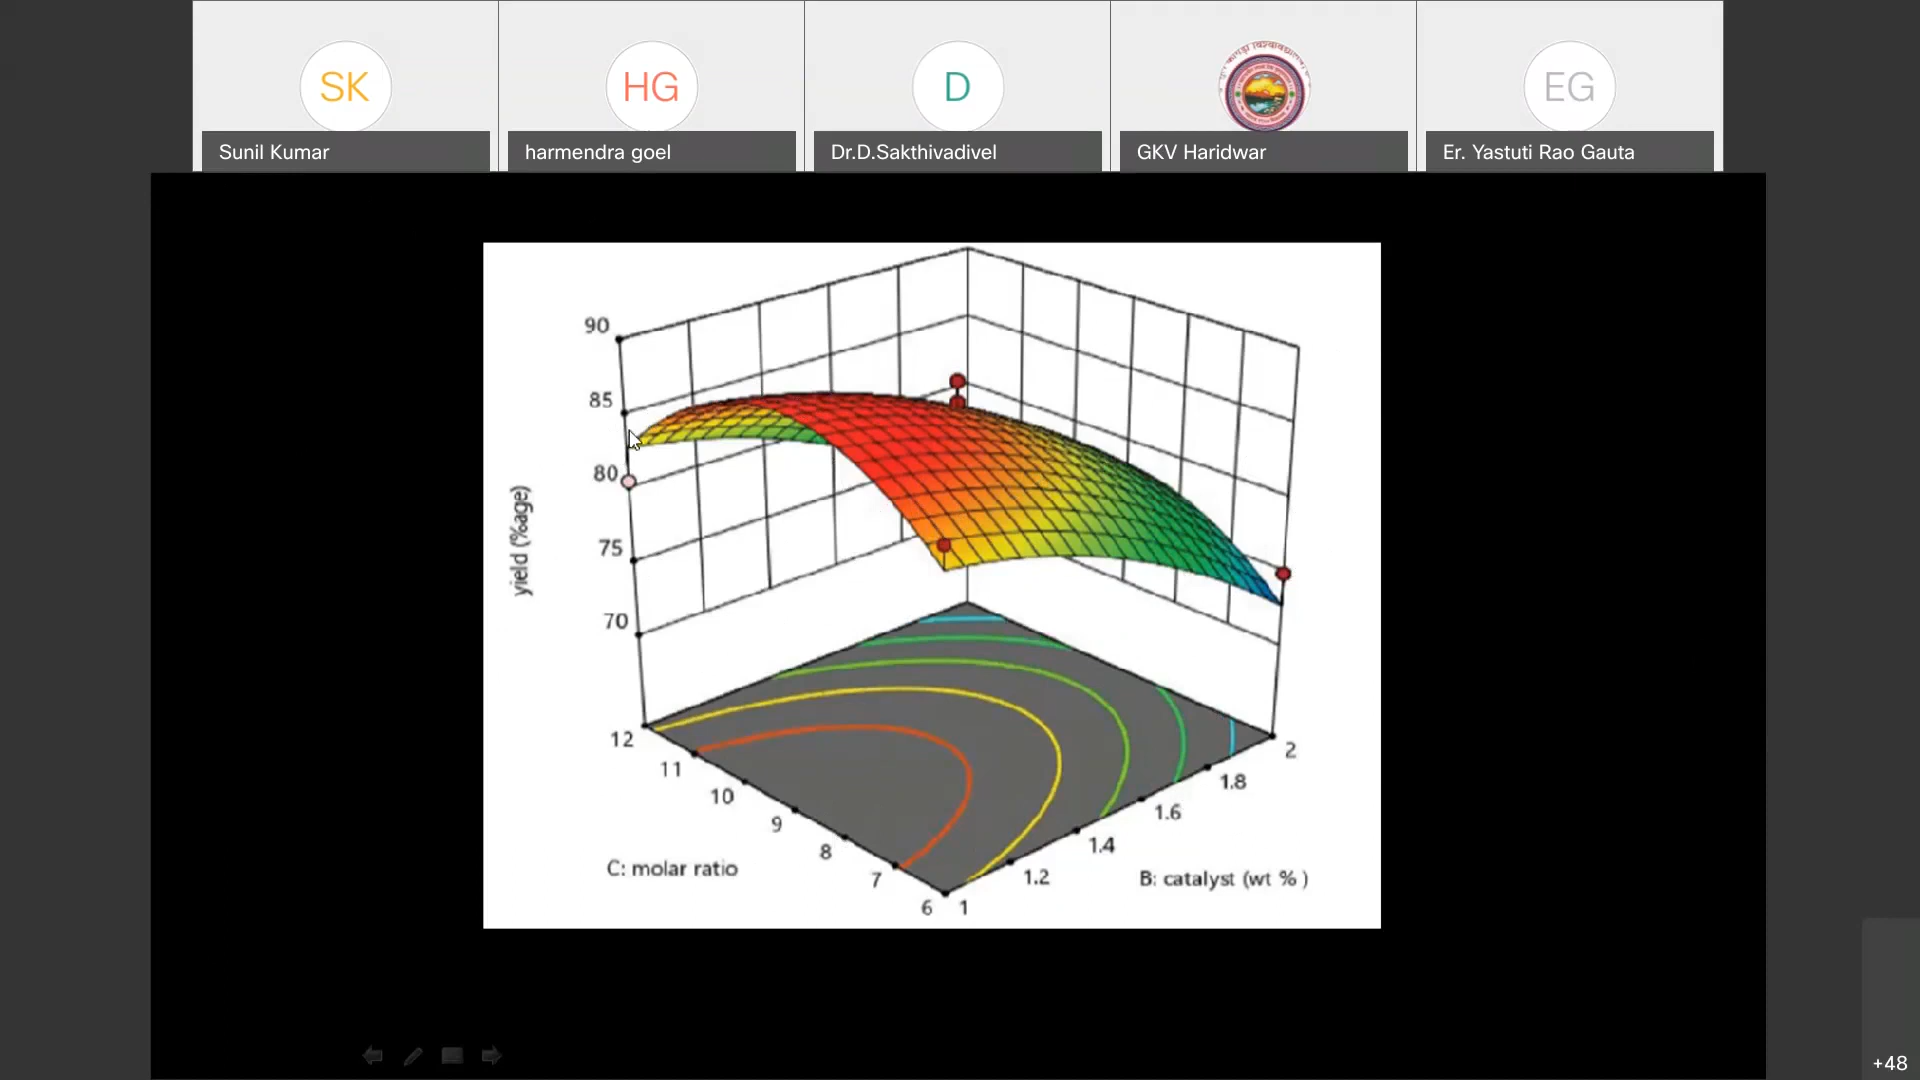 SK
HG
D
EG
Sunil Kumar
harmendra goel
Dr.D.Sakthivadivel
GKV Haridwar
Er. Yastuti Rao Gauta
90
85
80
75
70
yield (%age)
12
11
10
9
8
7
6
1
1.2
1.4
1.6
1.8
2
C: molar ratio
B: catalyst (wt % )
+48